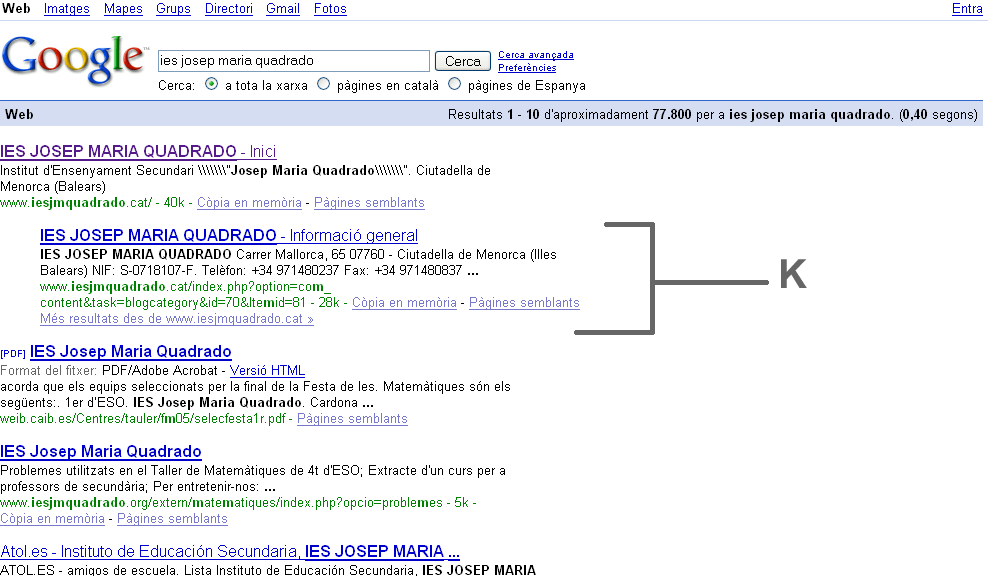 Web Imatges Mapes Grups Directori Gmail Fotos Entra
Google™ ies josep maria quadrado Cerca Cerca avançada
Preferències
Cerca: a tota la xarxa pàgines en català pàgines de Espanya
Web Resultats 1 - 10 d'aproximadament 77.800 per a ies josep maria quadrado. (0,40 segons)
IES JOSEP MARIA QUADRADO - Inici
Institut d'Ensenyament Secundari \\\\\\\"Josep Maria Quadrado\\\\\\\". Ciutadella de
Menorca (Balears)
www.iesjmquadrado.cat/ - 40k - Còpia en memòria - Pàgines semblants
IES JOSEP MARIA QUADRADO - Informació general
IES JOSEP MARIA QUADRADO Carrer Mallorca, 65 07760 - Ciutadella de Menorca (Illes
Balears) NIF: S-0718107-F. Telèfon: +34 971480237 Fax: +34 971480837 ...
www.iesjmquadrado.cat/index.php?option=com_
content&task=blogcategory&id=70&Itemid=81 - 28k - Còpia en memòria - Pàgines semblants
Més resultats des de www.iesjmquadrado.cat »
K
[PDF] IES Josep Maria Quadrado
Format del fitxer: PDF/Adobe Acrobat - Versió HTML
acorda que els equips seleccionats per la final de la Festa de les. Matemàtiques són els
següents:. 1er d'ESO. IES Josep Maria Quadrado. Cardona ...
weib.caib.es/Centres/tauler/fm05/selecfesta1r.pdf - Pàgines semblants
IES Josep Maria Quadrado
Problemes utilitzats en el Taller de Matemàtiques de 4t d'ESO; Extracte d'un curs per a
professors de secundària; Per entretenir-nos: ...
www.iesjmquadrado.org/extern/matematiques/index.php?opcio=problemes - 5k -
Còpia en memòria - Pàgines semblants
Atol.es - Instituto de Educación Secundaria, IES JOSEP MARIA ...
ATOL.ES - amigos de escuela. Lista Instituto de Educación Secundaria, IES JOSEP MARIA